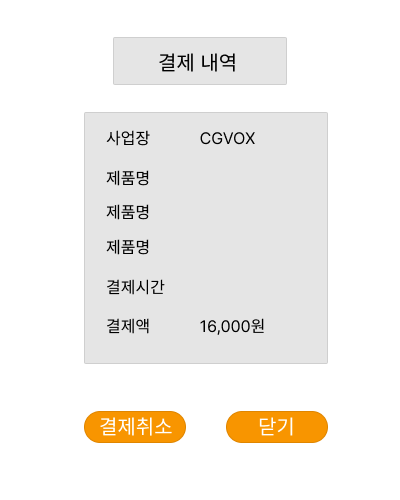 결제 내역
사업장 CGVOX
제품명
제품명
제품명
결제시간
결제액 16,000원
결제취소 닫기